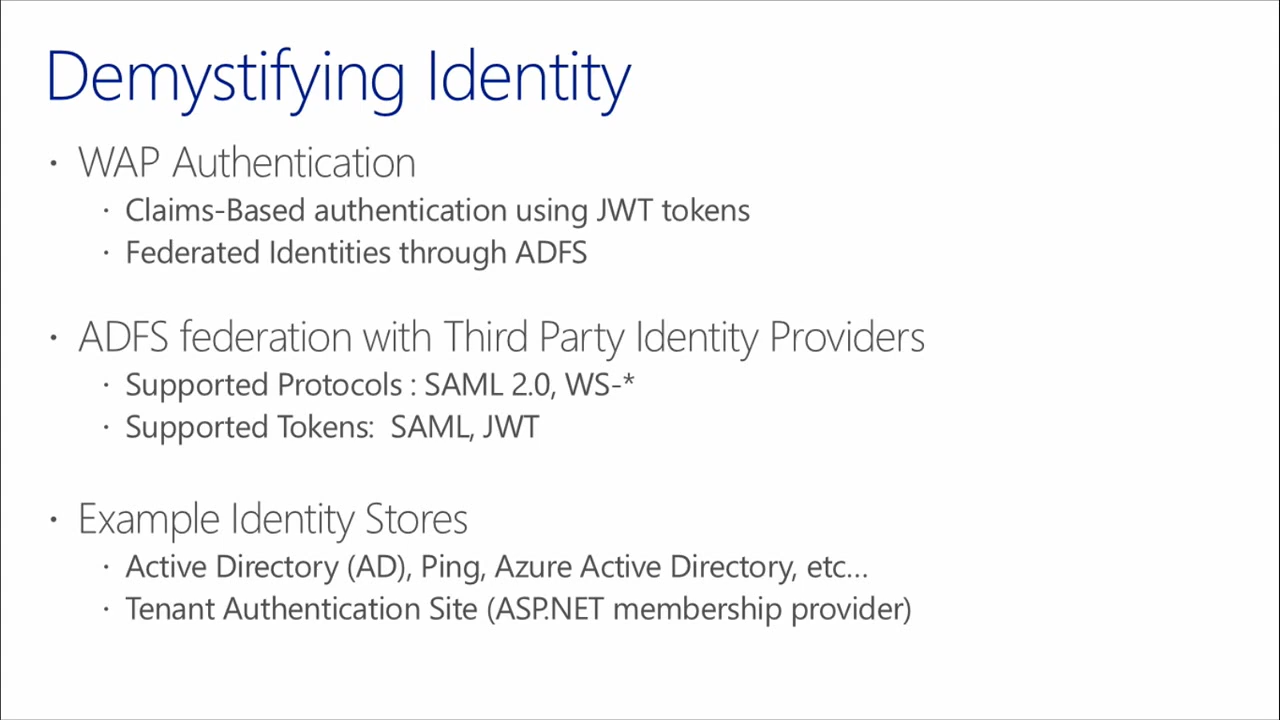 Demystifying Identity
· WAP Authentication
· Claims-Based authentication using JWT tokens
· Federated Identities through ADFS
· ADFS federation with Third Party Identity Providers
· Supported Protocols : SAML 2.0, WS-*
· Supported Tokens:  SAML, JWT
· Example Identity Stores
· Active Directory (AD), Ping, Azure Active Directory, etc...
· Tenant Authentication Site (ASP.NET membership provider)